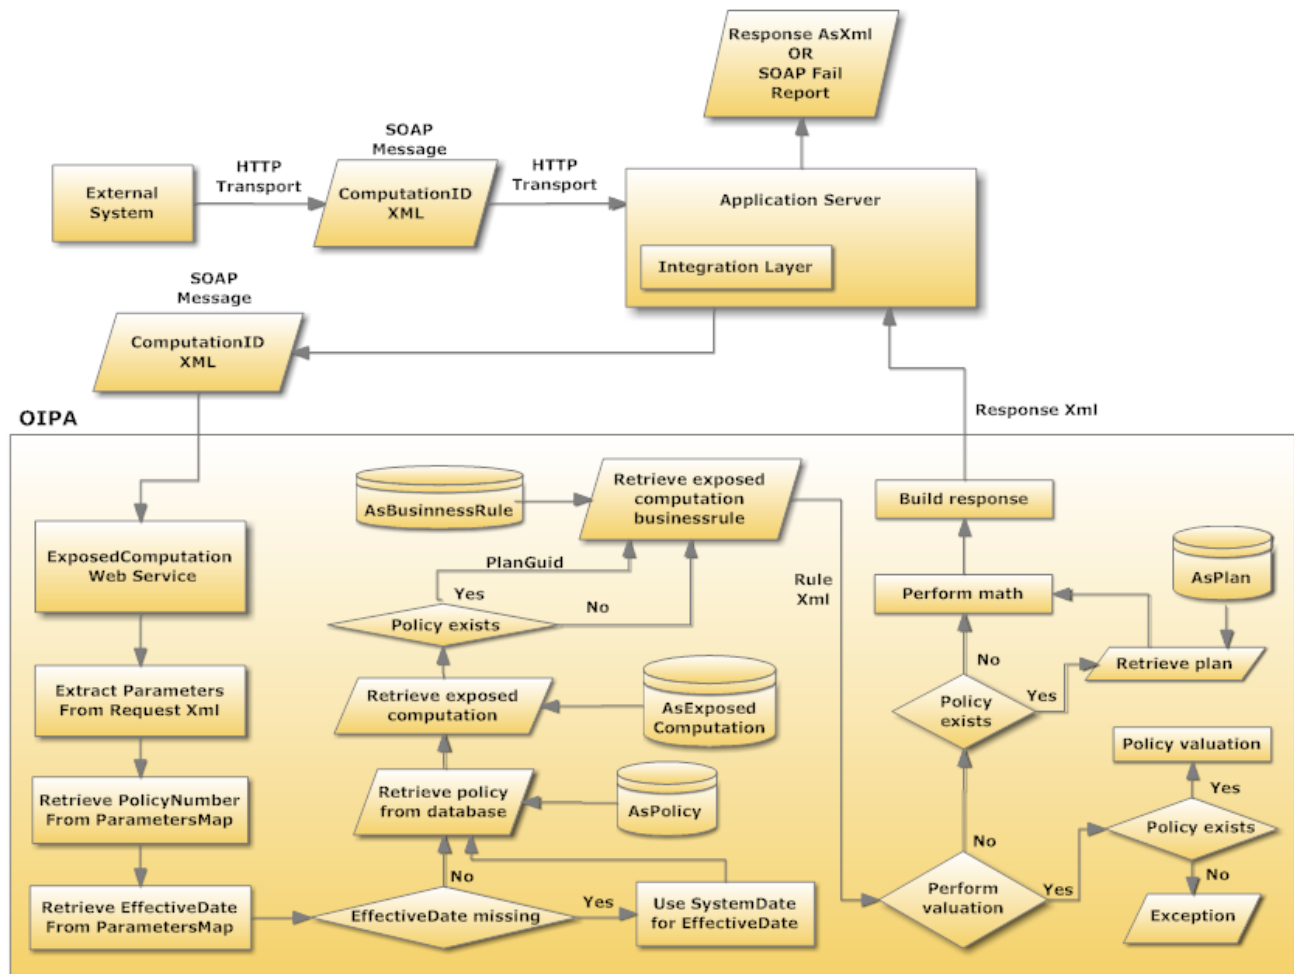 Response AsXml
OR
SOAP Fail
Report
SOAP
Message
HTTP
Transport
HTTP
Transport
External
System
ComputationID
XML
Application Server
Integration Layer
SOAP
Message
ComputationID
XML
Response Xml
OIPA
AsBusinnessRule
Retrieve exposed
computation
businessrule
Build response
ExposedComputation
Web Service
PlanGuid
Yes
No
Policy exists
Rule
Xml
Perform math
AsPlan
No
Yes
Retrieve plan
Extract Parameters
From Request Xml
Retrieve exposed
computation
AsExposed
Computation
Policy
exists
Policy valuation
Retrieve PolicyNumber
From ParametersMap
Retrieve policy
from database
AsPolicy
Yes
Policy exists
No
No
Retrieve EffectiveDate
From ParametersMap
No
EffectiveDate missing
Yes
Use SystemDate
for EffectiveDate
Perform
valuation
Yes
Exception